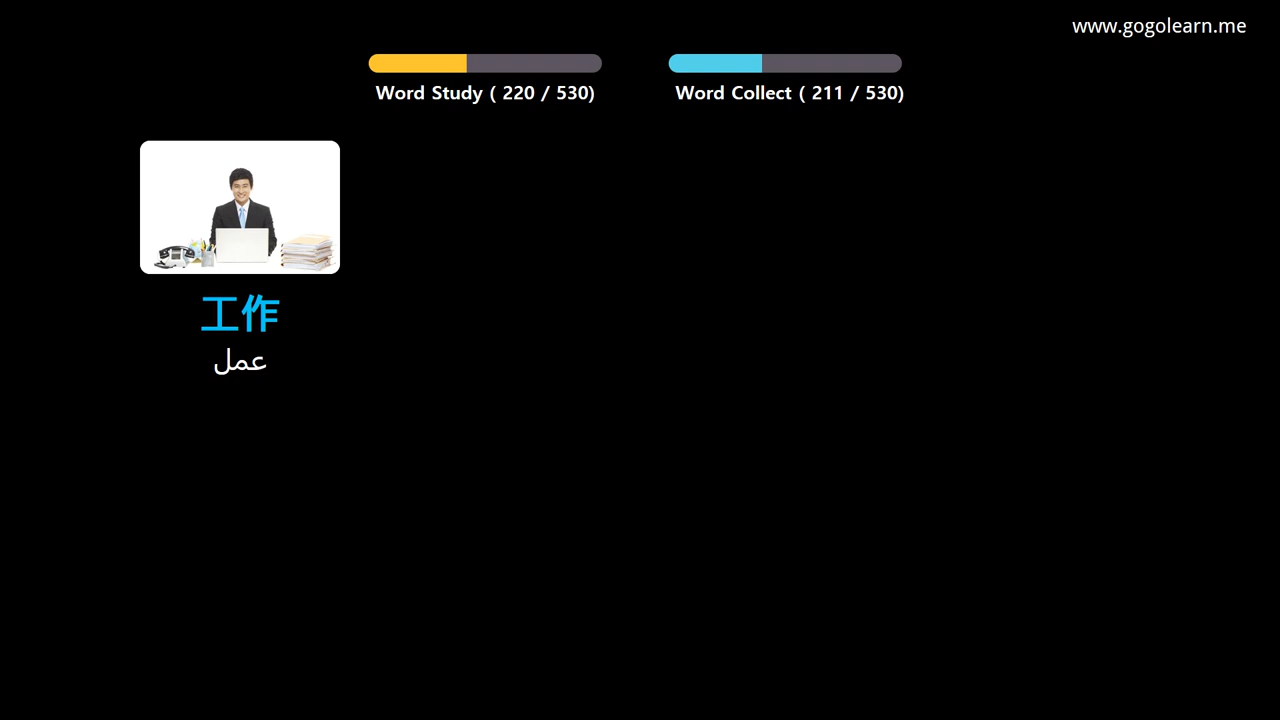 www.gogolearn.me
Word Study ( 220 / 530)
Word Collect ( 211 / 530)
工作
عمل